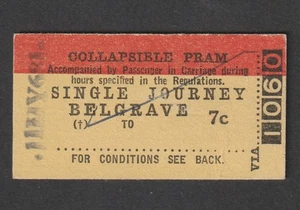 COLLAPSIBLE PRAM
Accompanied by Passenger in Carriage during
hours specified in the Regulations.
SINGLE JOURNEY
BELGRAVE 7c
(†) TO
FOR CONDITIONS SEE BACK.
VIA
1060